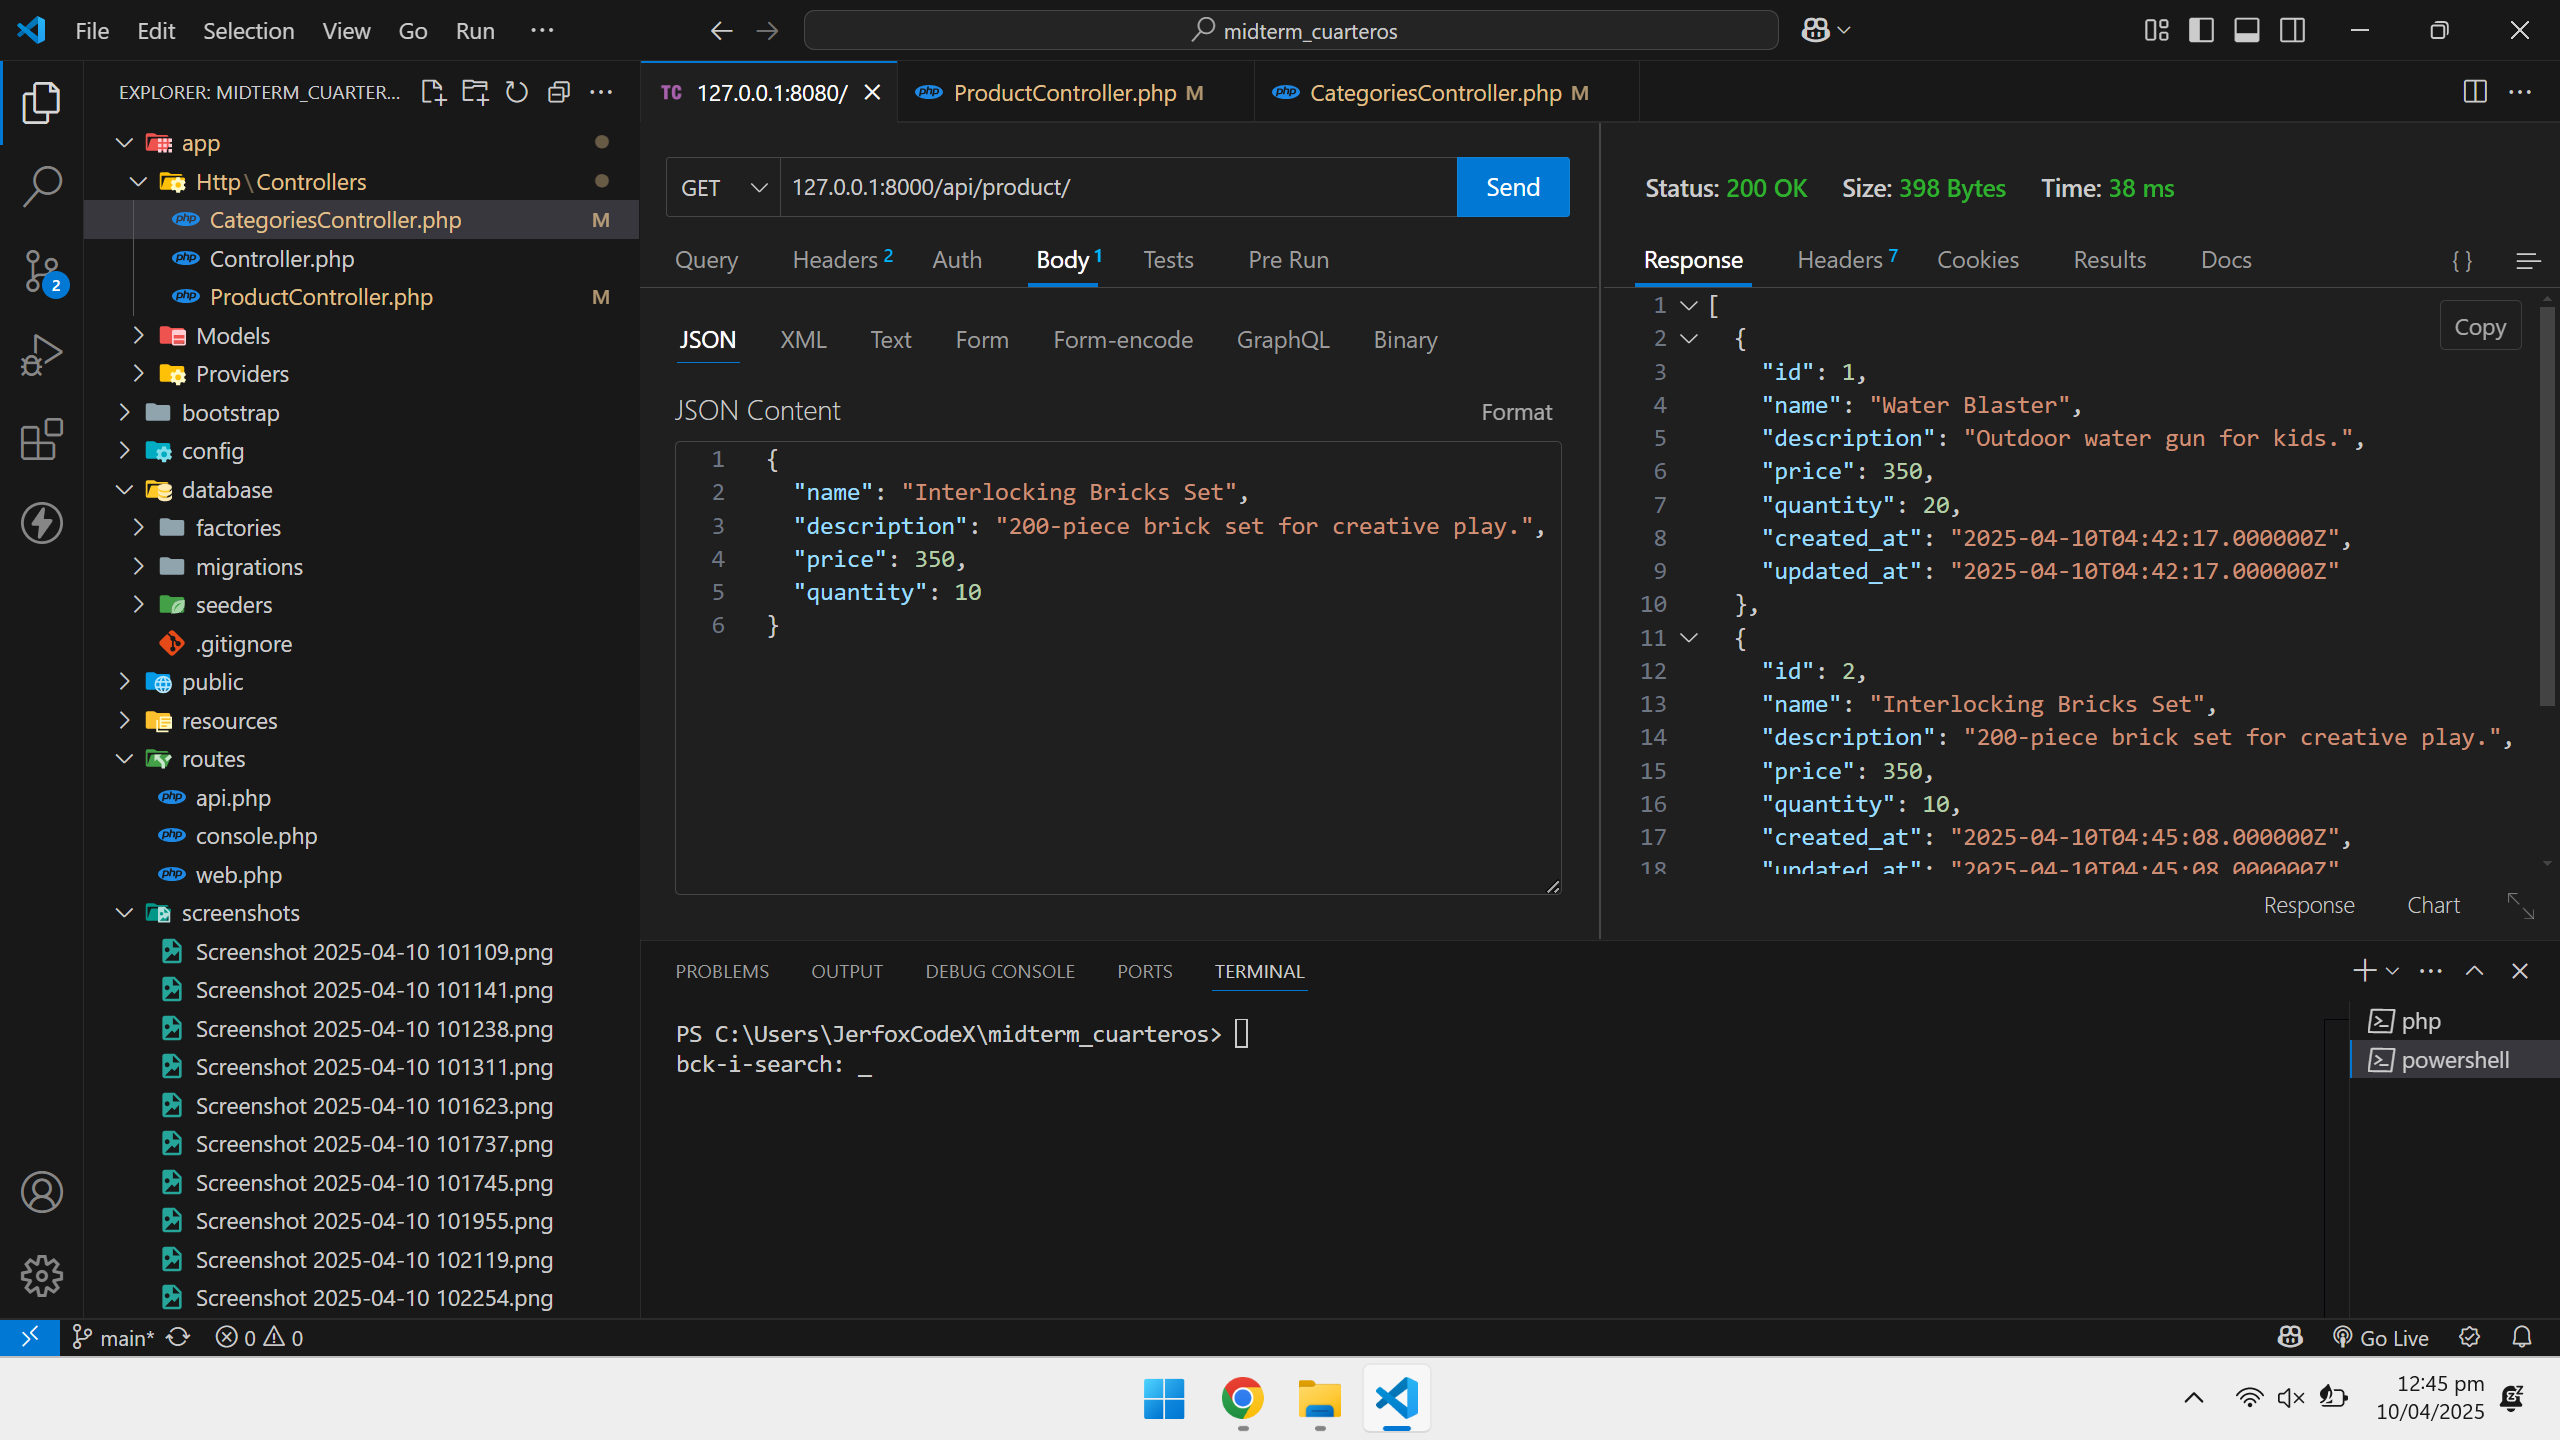 File Edit Selection View Go Run ···
midterm_cuarteros
EXPLORER: MIDTERM_CUARTER...
app
Http\Controllers
CategoriesController.php M
Controller.php
ProductController.php M
Models
Providers
bootstrap
config
database
factories
migrations
seeders
.gitignore
public
resources
routes
api.php
console.php
web.php
screenshots
Screenshot 2025-04-10 101109.png
Screenshot 2025-04-10 101141.png
Screenshot 2025-04-10 101238.png
Screenshot 2025-04-10 101311.png
Screenshot 2025-04-10 101623.png
Screenshot 2025-04-10 101737.png
Screenshot 2025-04-10 101745.png
Screenshot 2025-04-10 101955.png
Screenshot 2025-04-10 102119.png
Screenshot 2025-04-10 102254.png
2
TC 127.0.0.1:8080/ php ProductController.php M php CategoriesController.php M
GET 127.0.0.1:8000/api/product/ Send
Query Headers 2 Auth Body 1 Tests Pre Run
JSON XML Text Form Form-encode GraphQL Binary
JSON Content Format
1 {
2 "name": "Interlocking Bricks Set",
3 "description": "200-piece brick set for creative play.",
4 "price": 350,
5 "quantity": 10
6 }
Status: 200 OK Size: 398 Bytes Time: 38 ms
Response Headers 7 Cookies Results Docs { }
Copy
1 [
2 {
3 "id": 1,
4 "name": "Water Blaster",
5 "description": "Outdoor water gun for kids.",
6 "price": 350,
7 "quantity": 20,
8 "created_at": "2025-04-10T04:42:17.000000Z",
9 "updated_at": "2025-04-10T04:42:17.000000Z"
10 },
11 {
12 "id": 2,
13 "name": "Interlocking Bricks Set",
14 "description": "200-piece brick set for creative play.",
15 "price": 350,
16 "quantity": 10,
17 "created_at": "2025-04-10T04:45:08.000000Z",
18 "updated_at": "2025-04-10T04:45:08.000000Z"
Response Chart
PROBLEMS OUTPUT DEBUG CONSOLE PORTS TERMINAL
PS C:\Users\JerfoxCodeX\midterm_cuarteros>
bck-i-search: _
php
powershell
main* 0 0
Go Live
12:45 pm
10/04/2025